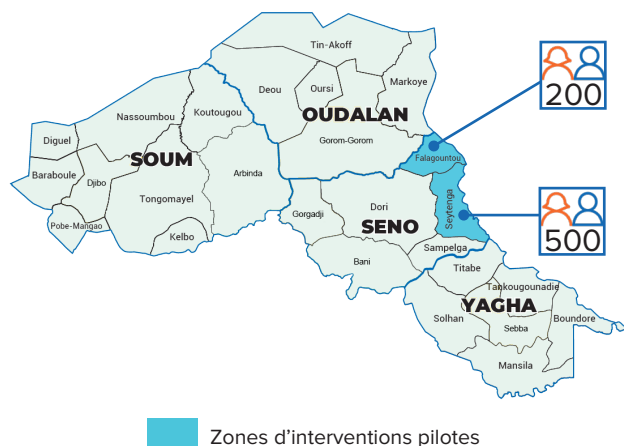 Tin-Akoff
Markoye
Oursi
Deou
OUDALAN
Nassoumbou
Koutougou
200
Gorom-Gorom
Diguel
SOUM
Falagountou
Baraboule
Arbinda
Djibo
Tongomayel
Seytenga
Dori
Gorgadji
Pobe-Mangao
SENO
500
Kelbo
Sampelga
Bani
Titabe
Tankougounadie
YAGHA
Solhan
Boundore
Sebba
Mansila
Zones d’interventions pilotes